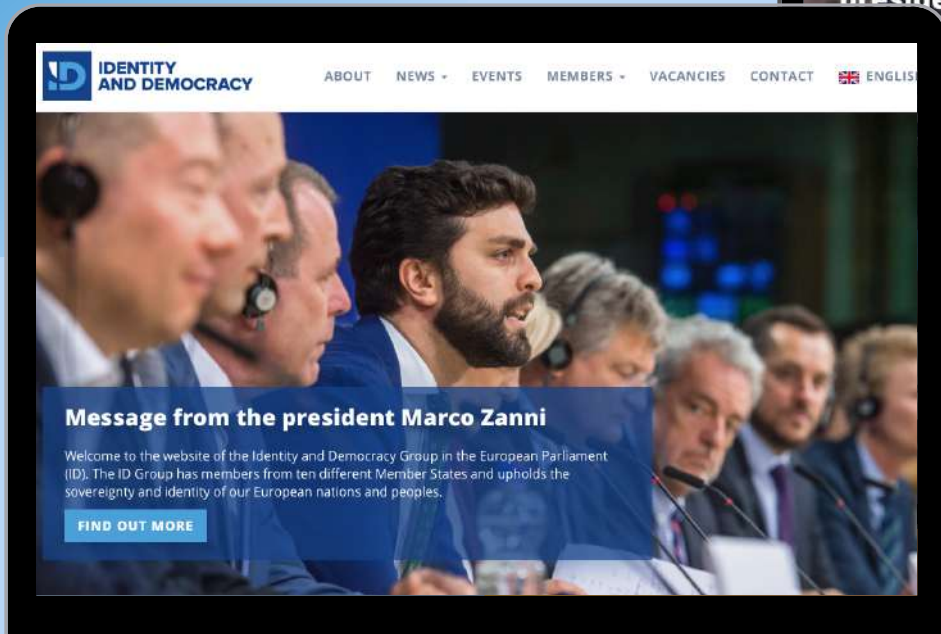 IDENTITY
AND DEMOCRACY
ABOUT NEWS EVENTS MEMBERS VACANCIES CONTACT ENGLISH
Message from the president Marco Zanni
Welcome to the website of the Identity and Democracy Group in the European Parliament
(ID). The ID Group has members from ten different Member States and upholds the
sovereignty and identity of our European nations and peoples.
FIND OUT MORE